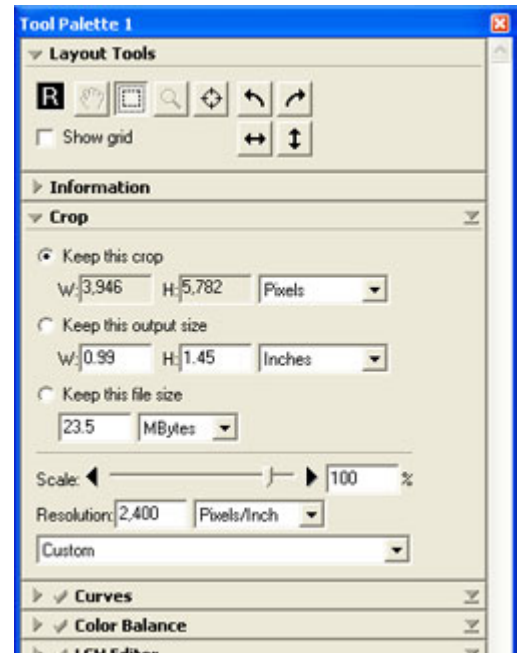 Tool Palette 1
Layout Tools
R
Show grid
Information
Crop
Keep this crop
W: 3,946 H: 5,782 Pixels
Keep this output size
W: 0.99 H: 1.45 Inches
Keep this file size
23.5 MBytes
Scale: 100 %
Resolution: 2,400 Pixels/Inch
Custom
Curves
Color Balance
LCH Editor